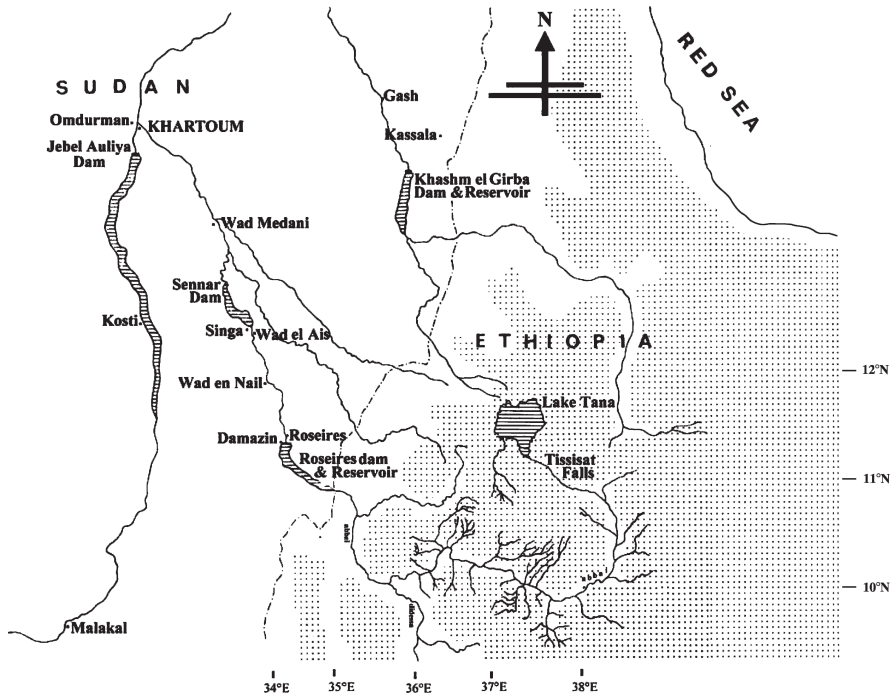 N
RED SEA
SUDAN
Gash
Omdurman
KHARTOUM
Kassala
Jebel Auliya
Dam
Khashm el Girba
Dam & Reservoir
Wad Medani
Sennar
Dam
Kosti
Singa
Wad el Ais
ETHIOPIA
12°N
Wad en Nail
Lake Tana
Damazin
Roseires
Roseires dam
& Reservoir
Tissisat
Falls
11°N
abbai
10°N
didessa
Malakal
34°E
35°E
36°E
37°E
38°E